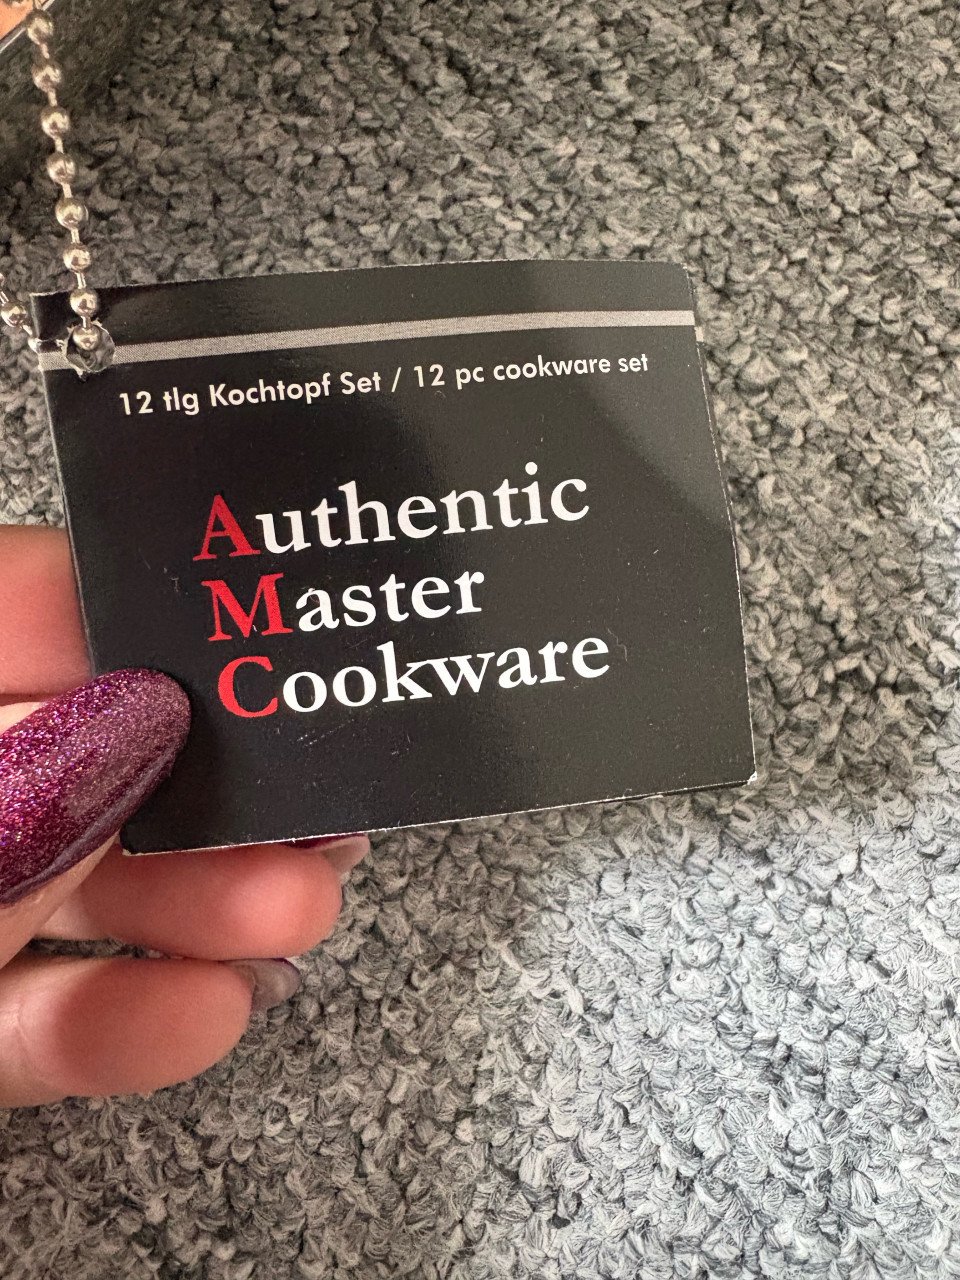 12 tlg Kochtopf Set / 12 pc cookware set
Authentic
Master
Cookware